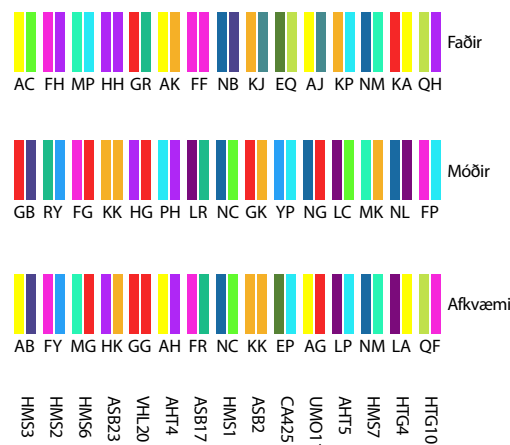 Faðir
AC FH MP HH GR AK FF NB KJ EQ AJ KP NM KA QH
Móðir
GB RY FG KK HG PH LR NC GK YP NG LC MK NL FP
Afkvæmi
AB FY MG HK GG AH FR NC KK EP AG LP NM LA QF
HMS3 HMS2 HMS6 ASB23 VHL20 AHT4 ASB17 HMS1 ASB2 CA425 AHT5 HMS7 HTG4 HTG10